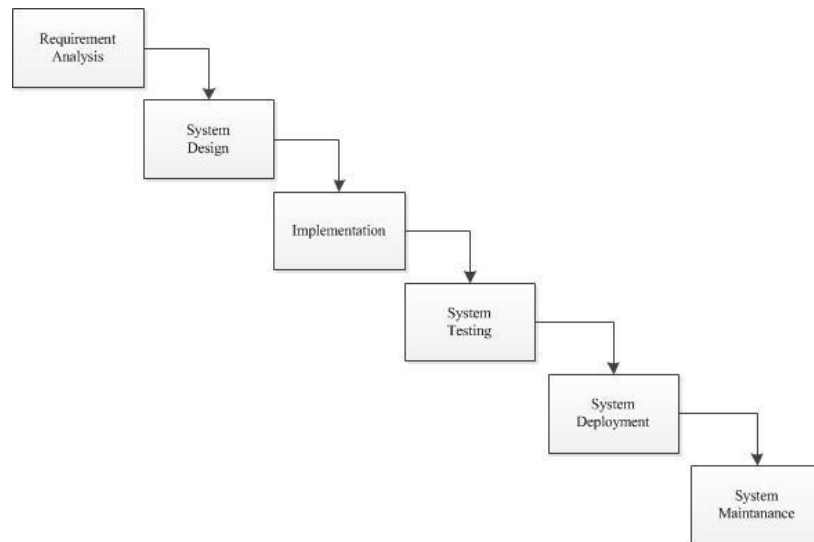 Requirement
Analysis
System
Design
Implementation
System
Testing
System
Deployment
System
Maintanance